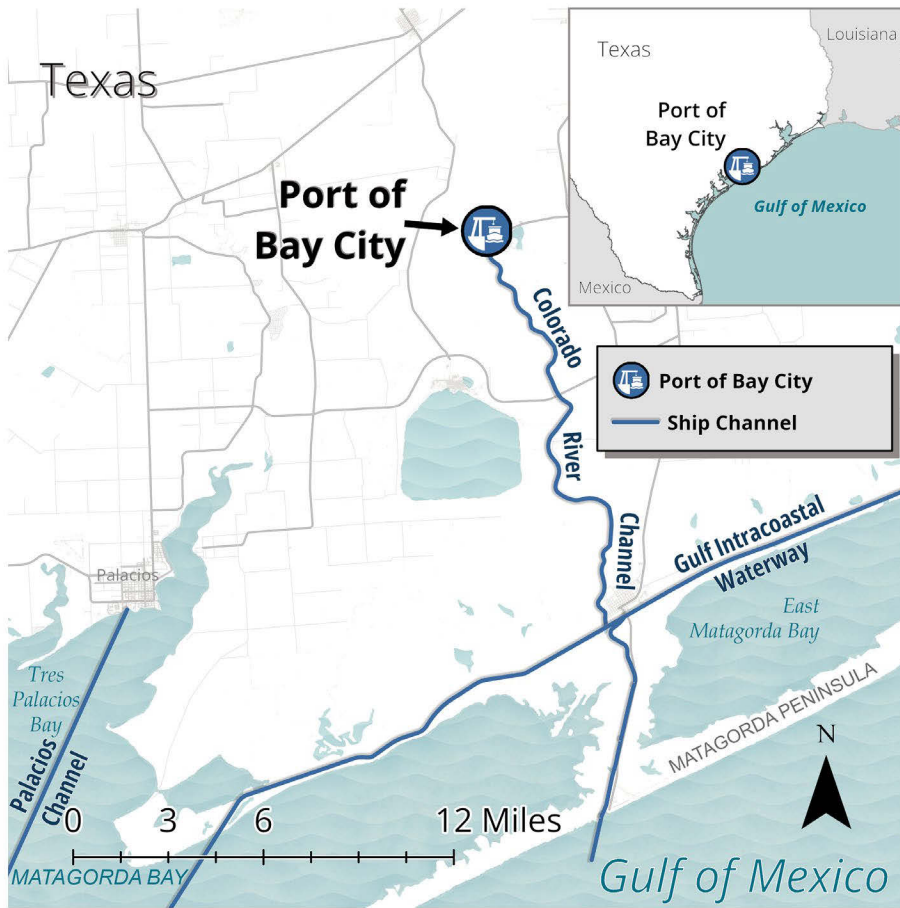 Texas
Port of
Bay City
Texas
Louisiana
Port of
Bay City
Gulf of Mexico
Mexico
Port of Bay City
Ship Channel
Colorado
River
Channel
Gulf Intracoastal
Waterway
East
Matagorda Bay
Palacios
Tres
Palacios
Bay
Palacios
Channel
MATAGORDA PENINSULA
N
0 3 6 12 Miles
MATAGORDA BAY
Gulf of Mexico